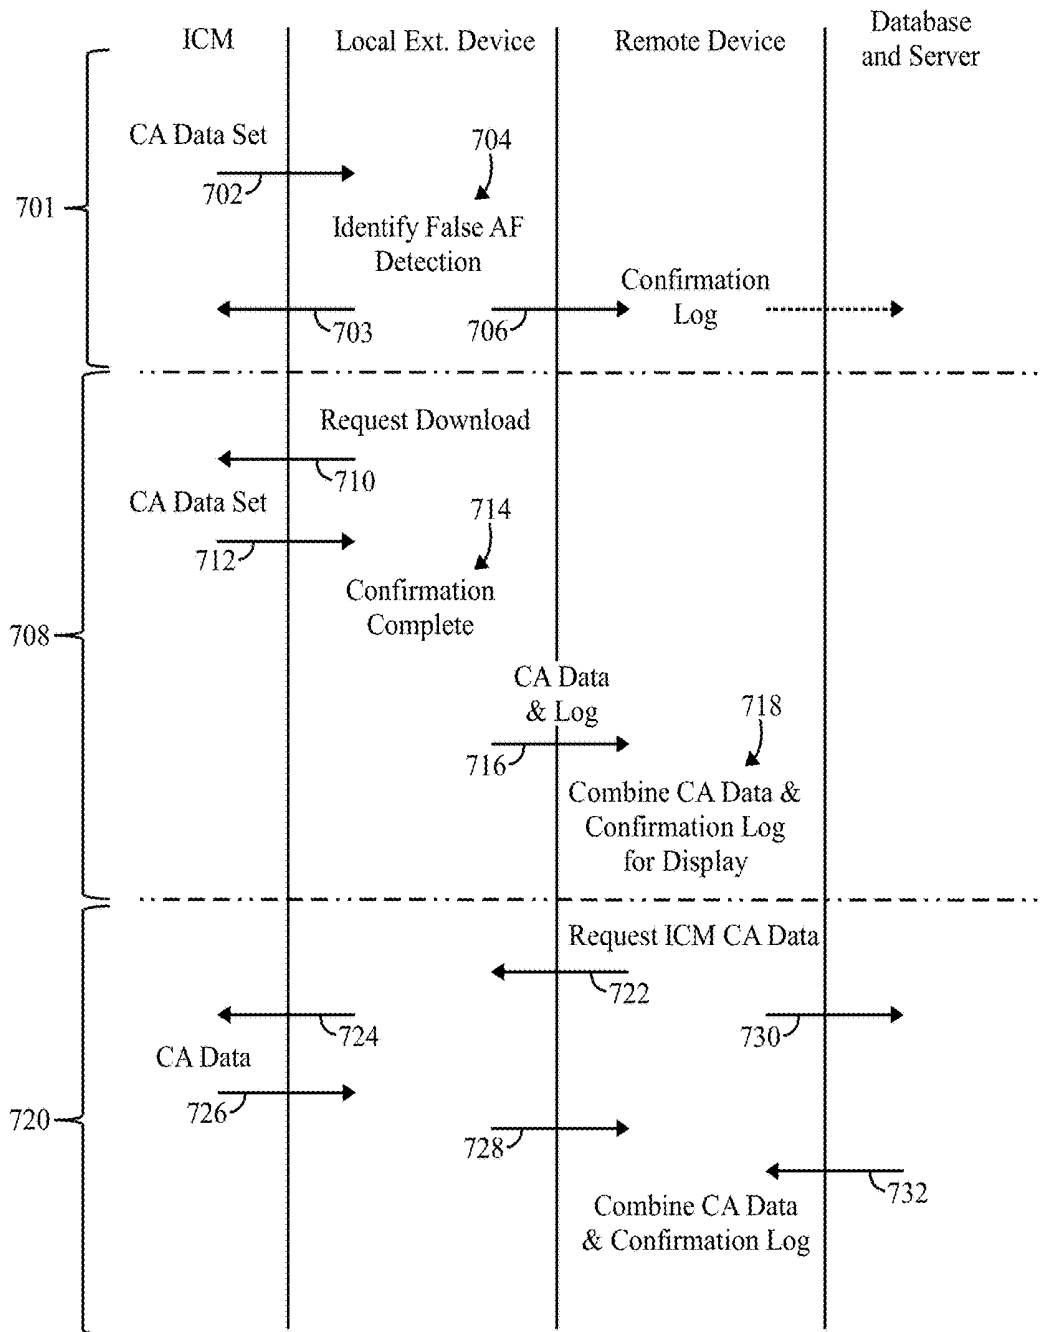 ICM
Local Ext. Device
Remote Device
Database
and Server
CA Data Set
704
702
701
Identify False AF
Detection
Confirmation
Log
703
706
Request Download
710
CA Data Set
714
712
Confirmation
Complete
708
CA Data
& Log
718
716
Combine CA Data &
Confirmation Log
for Display
Request ICM CA Data
722
724
730
CA Data
726
720
728
732
Combine CA Data
& Confirmation Log